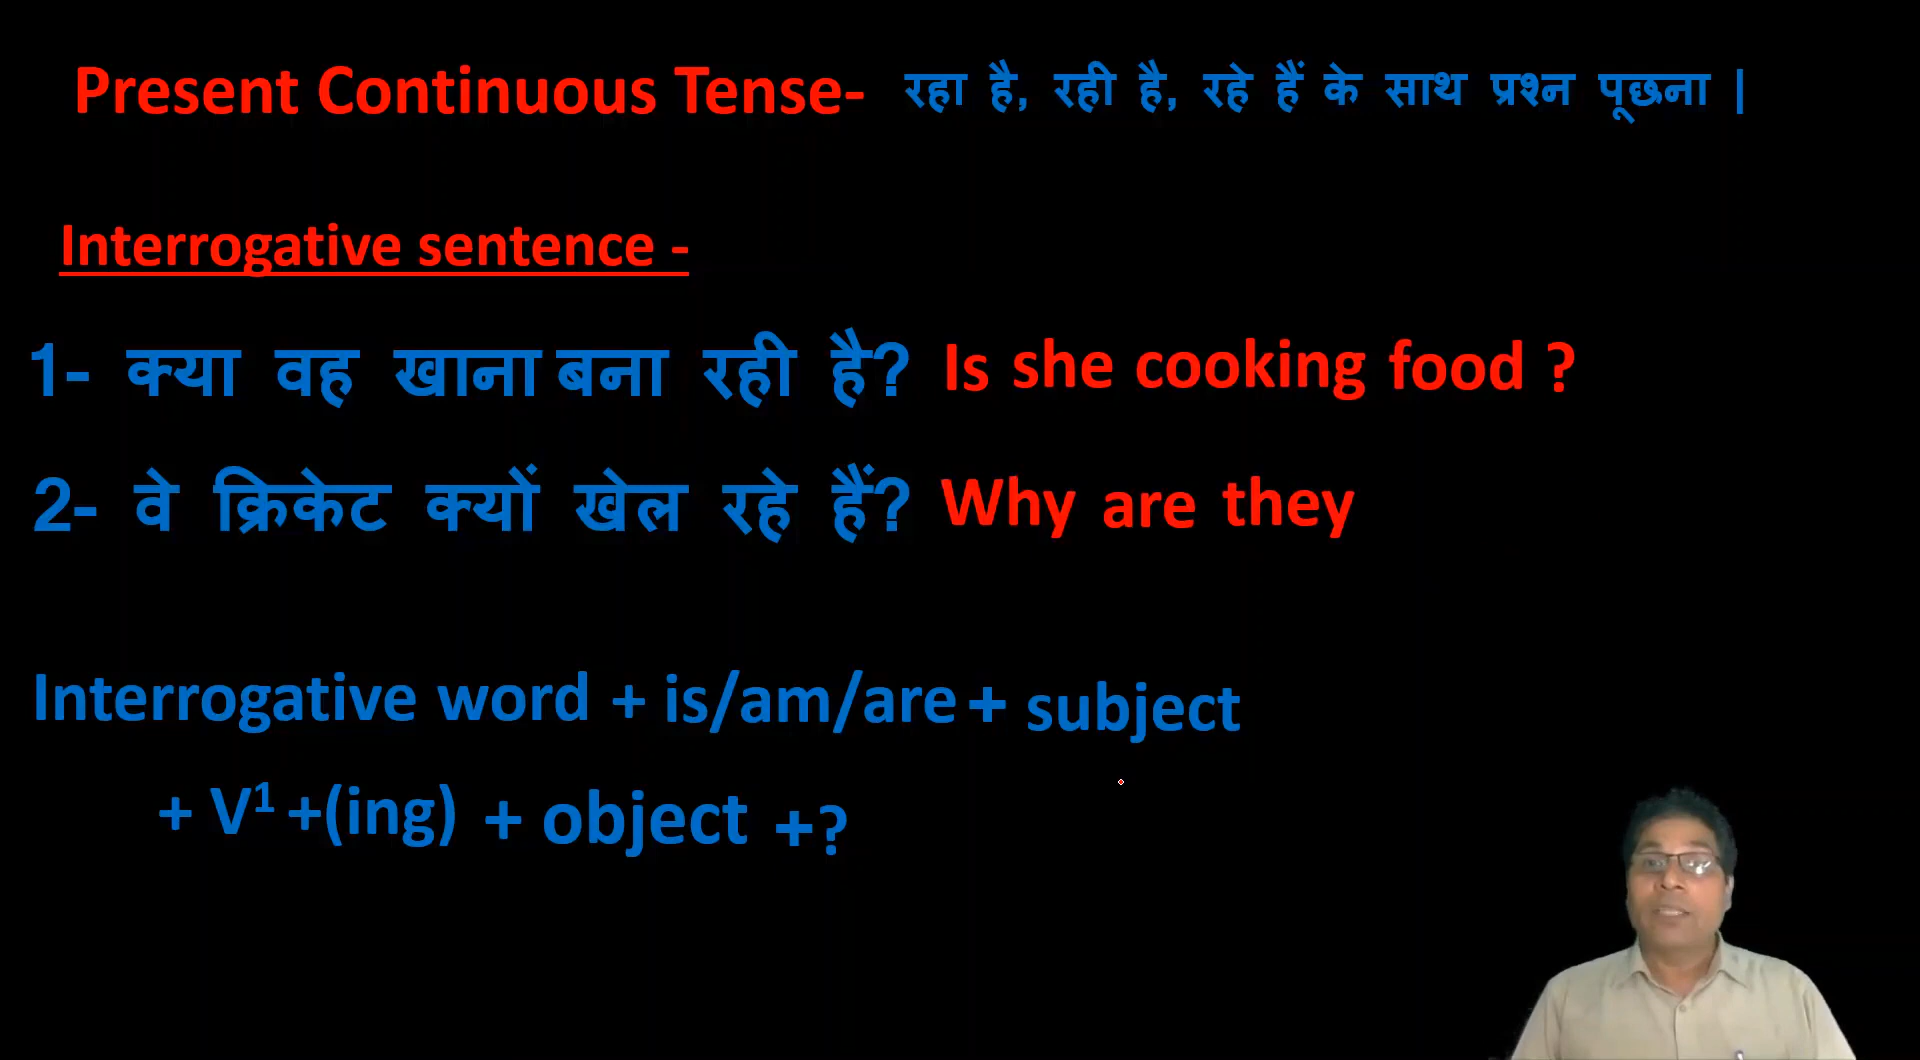 Present Continuous Tense- रहा है, रही है, रहे हैं के साथ प्रश्न पूछना |
Interrogative sentence -
1- क्या वह खाना बना रही है? Is she cooking food ?
2- वे क्रिकेट क्यों खेल रहे हैं? Why are they
Interrogative word + is/am/are + subject
+ V¹ +(ing) + object +?